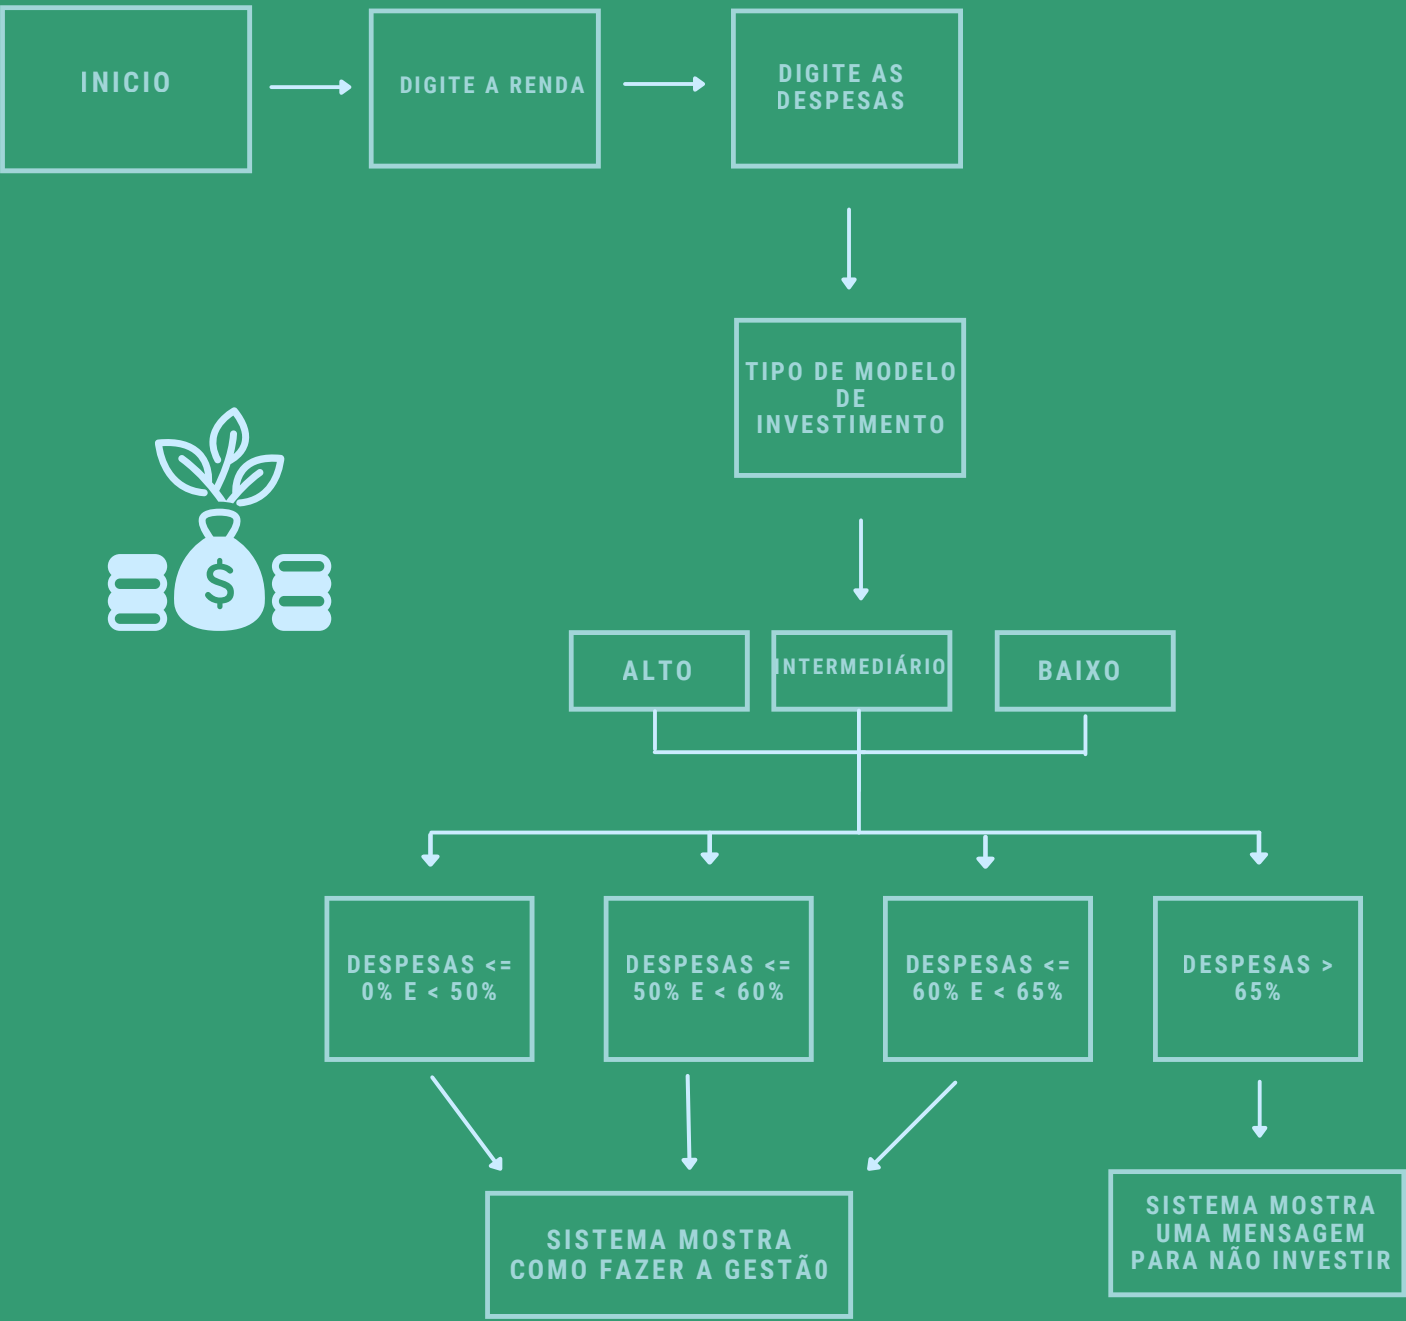 INICIO
DIGITE A RENDA
DIGITE AS
DESPESAS
TIPO DE MODELO
DE
INVESTIMENTO
$
ALTO
INTERMEDIÁRIO
BAIXO
DESPESAS <=
0% E < 50%
DESPESAS <=
50% E < 60%
DESPESAS <=
60% E < 65%
DESPESAS >
65%
SISTEMA MOSTRA
COMO FAZER A GESTÃO
SISTEMA MOSTRA
UMA MENSAGEM
PARA NÃO INVESTIR